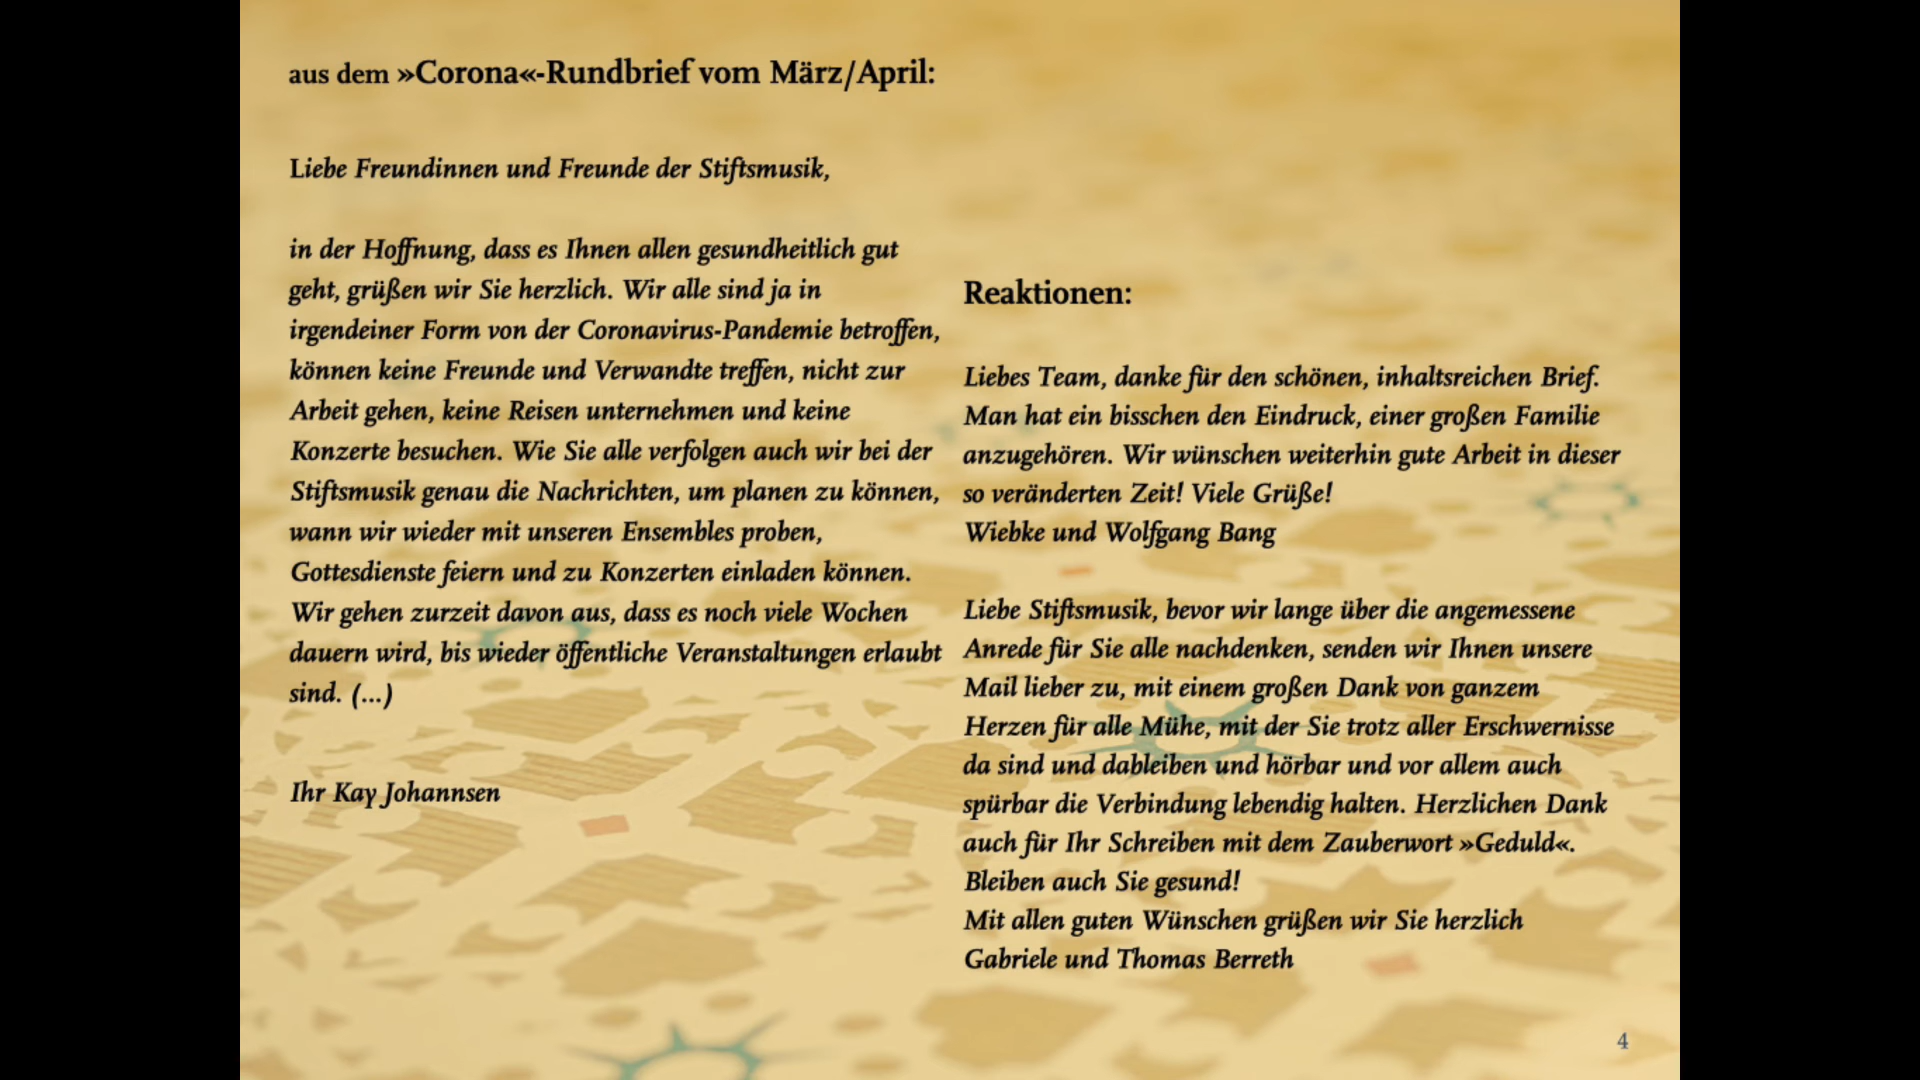 aus dem »Corona«-Rundbrief vom März/April:
Liebe Freundinnen und Freunde der Stiftsmusik,
in der Hoffnung, dass es Ihnen allen gesundheitlich gut
geht, grüßen wir Sie herzlich. Wir alle sind ja in
irgendeiner Form von der Coronavirus-Pandemie betroffen,
können keine Freunde und Verwandte treffen, nicht zur
Arbeit gehen, keine Reisen unternehmen und keine
Konzerte besuchen. Wie Sie alle verfolgen auch wir bei der
Stiftsmusik genau die Nachrichten, um planen zu können,
wann wir wieder mit unseren Ensembles proben,
Gottesdienste feiern und zu Konzerten einladen können.
Wir gehen zurzeit davon aus, dass es noch viele Wochen
dauern wird, bis wieder öffentliche Veranstaltungen erlaubt
sind. (...)
Ihr Kay Johannsen
Reaktionen:
Liebes Team, danke für den schönen, inhaltsreichen Brief.
Man hat ein bisschen den Eindruck, einer großen Familie
anzugehören. Wir wünschen weiterhin gute Arbeit in dieser
so veränderten Zeit! Viele Grüße!
Wiebke und Wolfgang Bang
Liebe Stiftsmusik, bevor wir lange über die angemessene
Anrede für Sie alle nachdenken, senden wir Ihnen unsere
Mail lieber zu, mit einem großen Dank von ganzem
Herzen für alle Mühe, mit der Sie trotz aller Erschwernisse
da sind und dableiben und hörbar und vor allem auch
spürbar die Verbindung lebendig halten. Herzlichen Dank
auch für Ihr Schreiben mit dem Zauberwort »Geduld«.
Bleiben auch Sie gesund!
Mit allen guten Wünschen grüßen wir Sie herzlich
Gabriele und Thomas Berreth
4